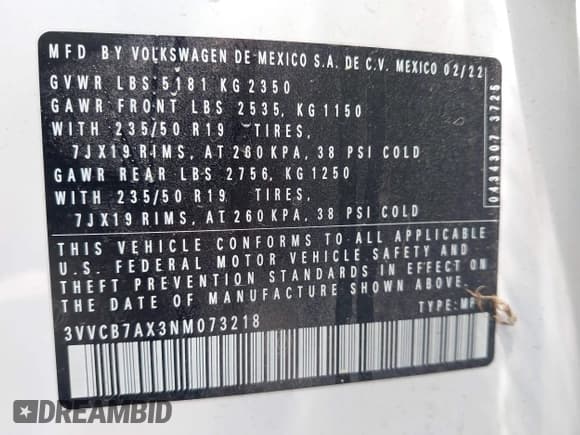 MFD BY VOLKSWAGEN DE MEXICO S.A. DE C.V. MEXICO 02/22
GVWR LBS 5181 KG 2350
GAWR FRONT LBS 2535, KG 1150
WITH 235/50 R19 TIRES,
7JX19 RIMS, AT 260 KPA, 38 PSI COLD
GAWR REAR LBS 2756, KG 1250
WITH 235/50 R19 TIRES,
7JX19 RIMS, AT 260 KPA, 38 PSI COLD
THIS VEHICLE CONFORMS TO ALL APPLICABLE
U.S. FEDERAL MOTOR VEHICLE SAFETY AND
THEFT PREVENTION STANDARDS IN EFFECT ON
THE DATE OF MANUFACTURE SHOWN ABOVE.
3VVCB7AX3NM073218
TYPE:
0434307 3725
DREAMBID